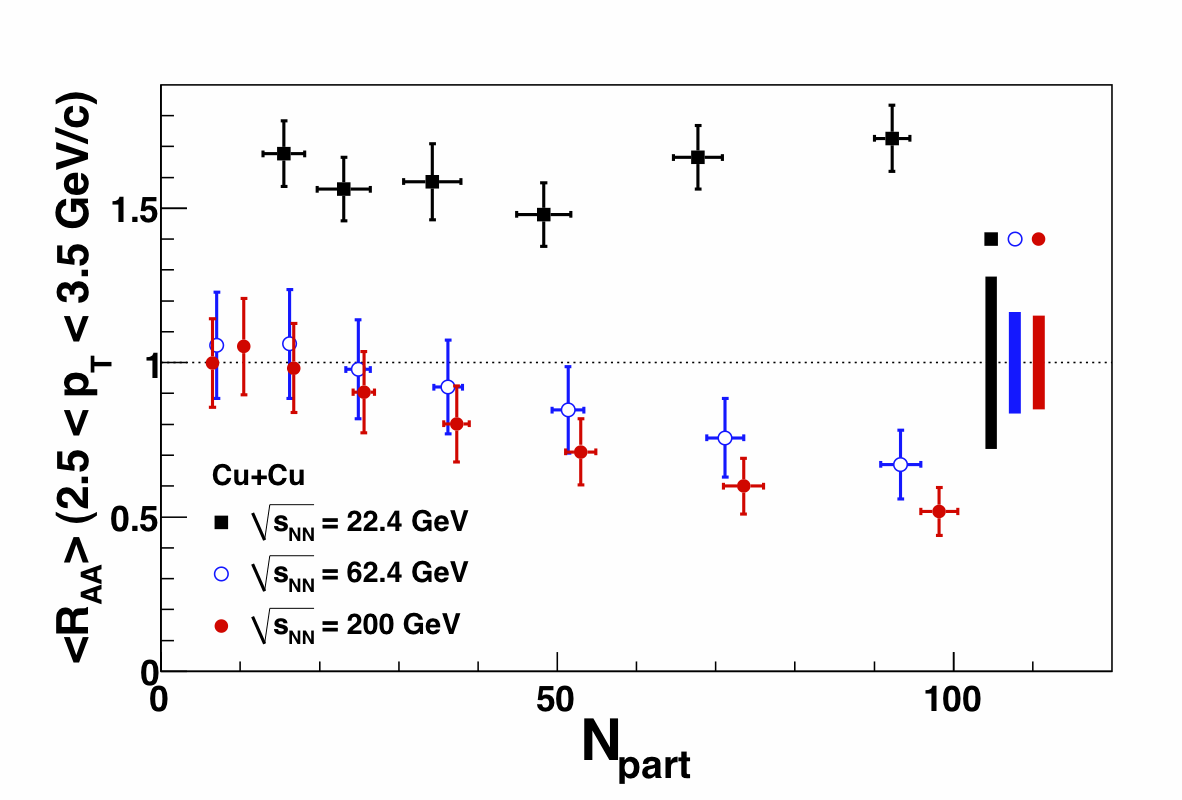 <R_AA> (2.5 < p_T < 3.5 GeV/c)
1.5
1
0.5
0
Cu+Cu
√s_NN = 22.4 GeV
√s_NN = 62.4 GeV
√s_NN = 200 GeV
0 50 100
N_part